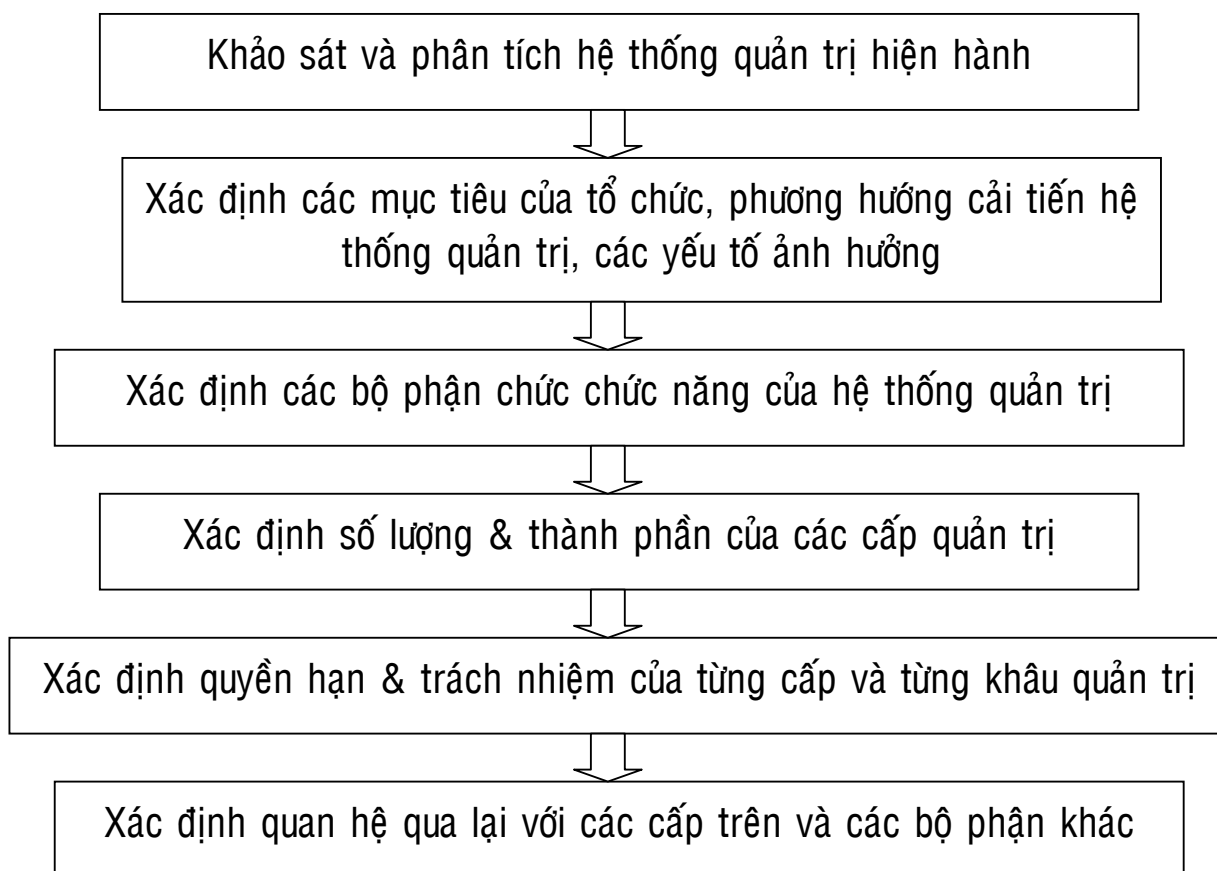 Khảo sát và phân tích hệ thống quản trị hiện hành
Xác định các mục tiêu của tổ chức, phương hướng cải tiến hệ
thống quản trị, các yếu tố ảnh hưởng
Xác định các bộ phận chức chức năng của hệ thống quản trị
Xác định số lượng & thành phần của các cấp quản trị
Xác định quyền hạn & trách nhiệm của từng cấp và từng khâu quản trị
Xác định quan hệ qua lại với các cấp trên và các bộ phận khác